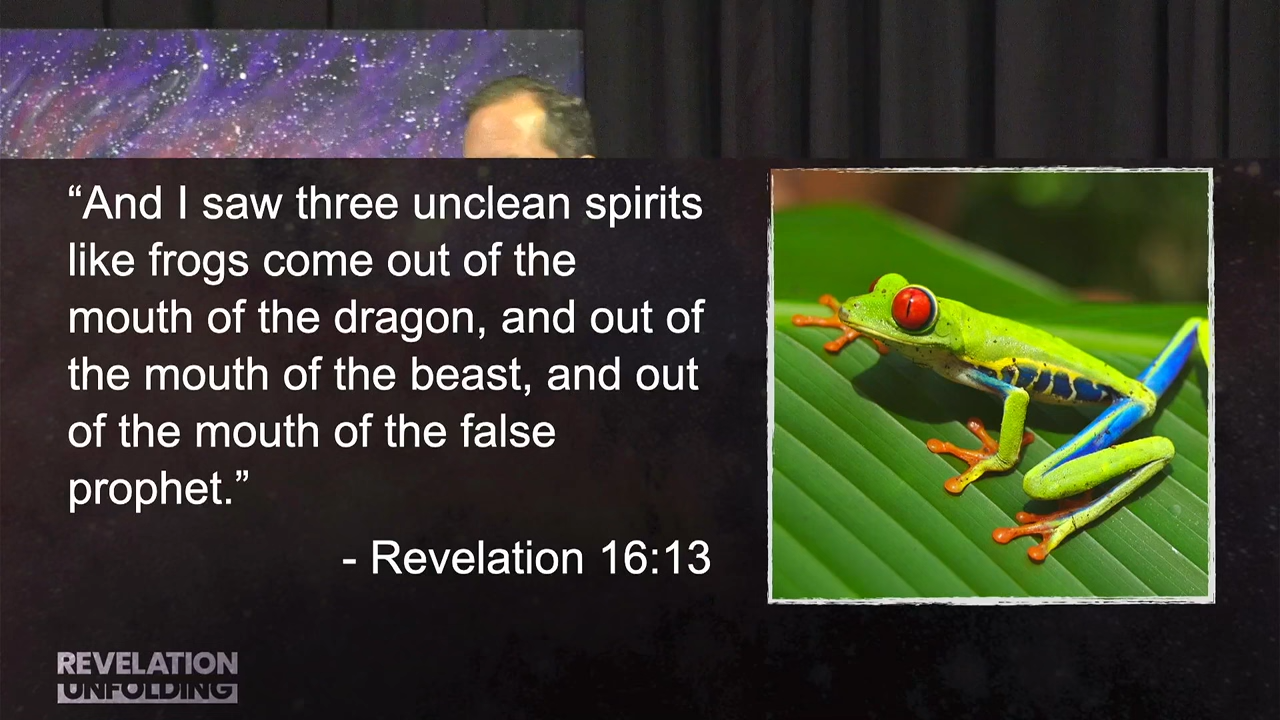 “And I saw three unclean spirits
like frogs come out of the
mouth of the dragon, and out of
the mouth of the beast, and out
of the mouth of the false
prophet.”
- Revelation 16:13
REVELATION
UNFOLDING